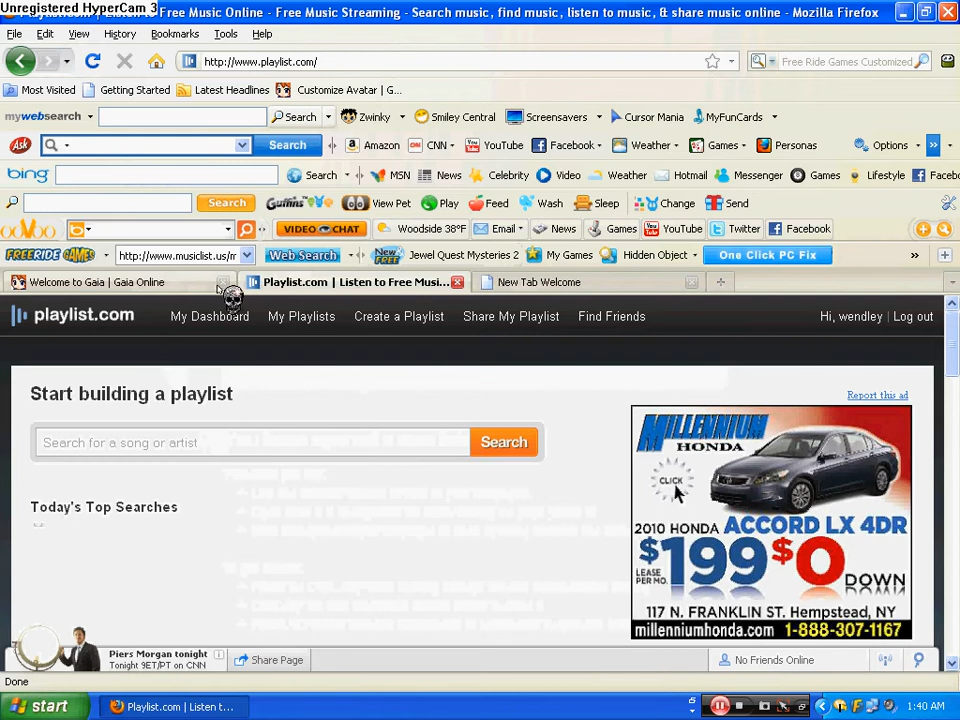 Unregistered HyperCam 3
to Free Music Online - Free Music Streaming - Search music, find music, listen to music, & share music online - Mozilla Firefox
File Edit View History Bookmarks Tools Help
http://www.playlist.com/
Free Ride Games Customized
Most Visited Getting Started Latest Headlines Customize Avatar | G...
mywebsearch Search Zwinky Smiley Central Screensavers Cursor Mania MyFunCards
Ask Search Amazon CNN YouTube Facebook Weather Games Personas Options
bing Search MSN News Celebrity Video Weather Hotmail Messenger Games Lifestyle Facebo
Search Guffins View Pet Play Feed Wash Sleep Change Send
ooVoo b VIDEO CHAT Woodside 38°F Email News Games YouTube Twitter Facebook
FREERIDE GAMES http://www.musiclist.us/m Web Search New FREE Jewel Quest Mysteries 2 My Games Hidden Object One Click PC Fix
Welcome to Gaia | Gaia Online Playlist.com | Listen to Free Musi... New Tab Welcome
playlist.com My Dashboard My Playlists Create a Playlist Share My Playlist Find Friends Hi, wendley | Log out
Start building a playlist
Report this ad
Search for a song or artist Search
Today's Top Searches
MILLENNIUM
HONDA
CLICK
2010 HONDA ACCORD LX 4DR
$199 LEASE PER MO. $0 DOWN
117 N. FRANKLIN ST. Hempstead, NY
millenniumhonda.com 1-888-307-1167
Piers Morgan tonight
Tonight 9ET/PT on CNN
Share Page
No Friends Online
Done
start Playlist.com | Listen t... 1:40 AM